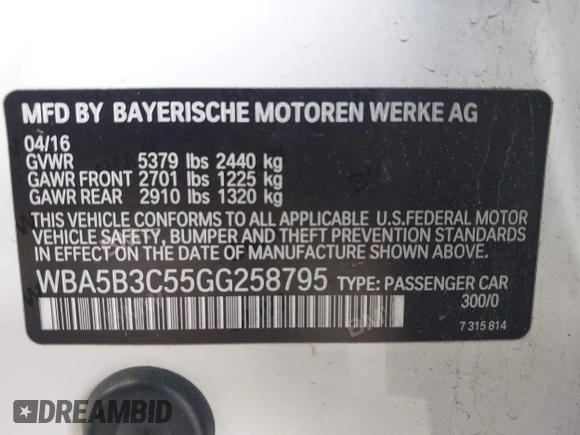 MFD BY BAYERISCHE MOTOREN WERKE AG
04/16
GVWR 5379 lbs 2440 kg
GAWR FRONT 2701 lbs 1225 kg
GAWR REAR 2910 lbs 1320 kg
THIS VEHICLE CONFORMS TO ALL APPLICABLE U.S.FEDERAL MOTOR
VEHICLE SAFETY, BUMPER, AND THEFT PREVENTION STANDARDS
IN EFFECT ON THE DATE OF MANUFACTURE SHOWN ABOVE.
WBA5B3C55GG258795 TYPE: PASSENGER CAR
300/0
7 315 814
DREAMBID